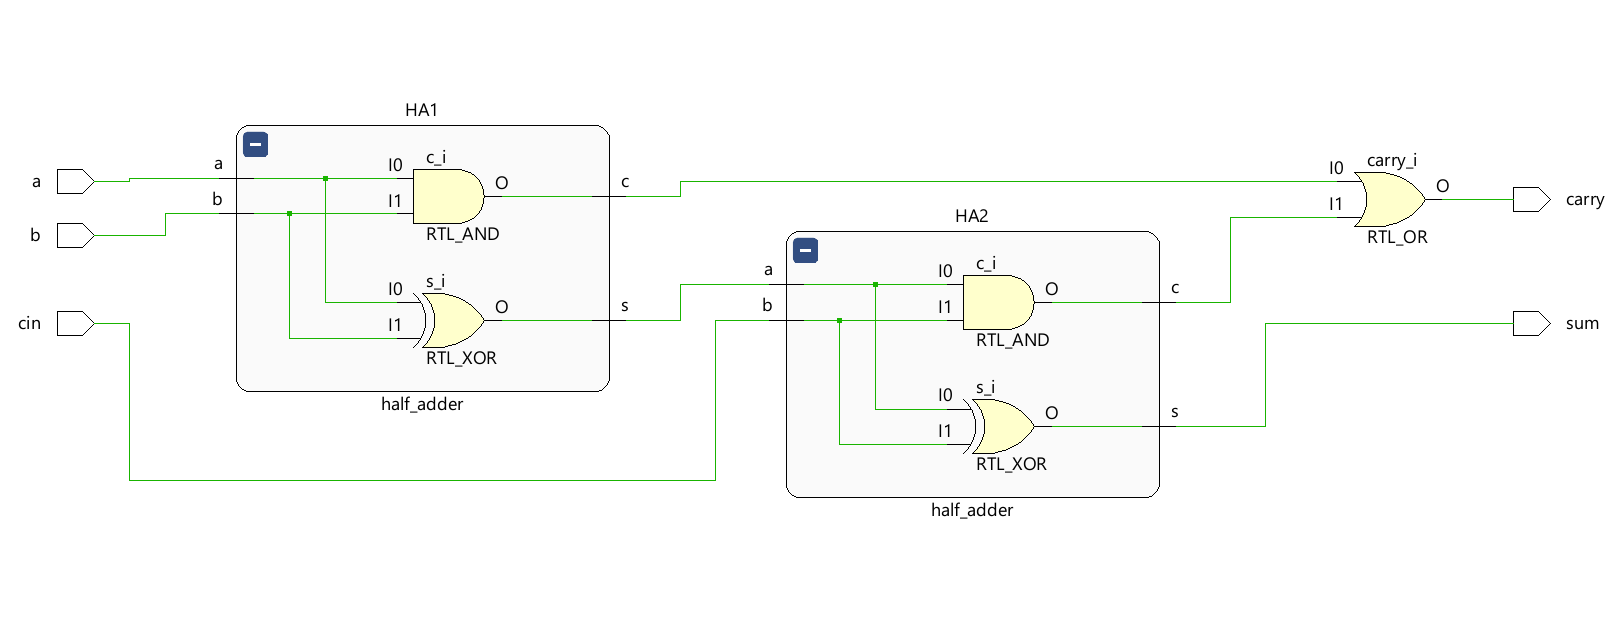 HA1
a
b
cin
a
b
I0
I1
c_i
O
RTL_AND
c
I0
I1
s_i
O
RTL_XOR
s
half_adder
HA2
a
b
I0
I1
c_i
O
RTL_AND
c
I0
I1
s_i
O
RTL_XOR
s
half_adder
I0
I1
carry_i
O
RTL_OR
carry
sum